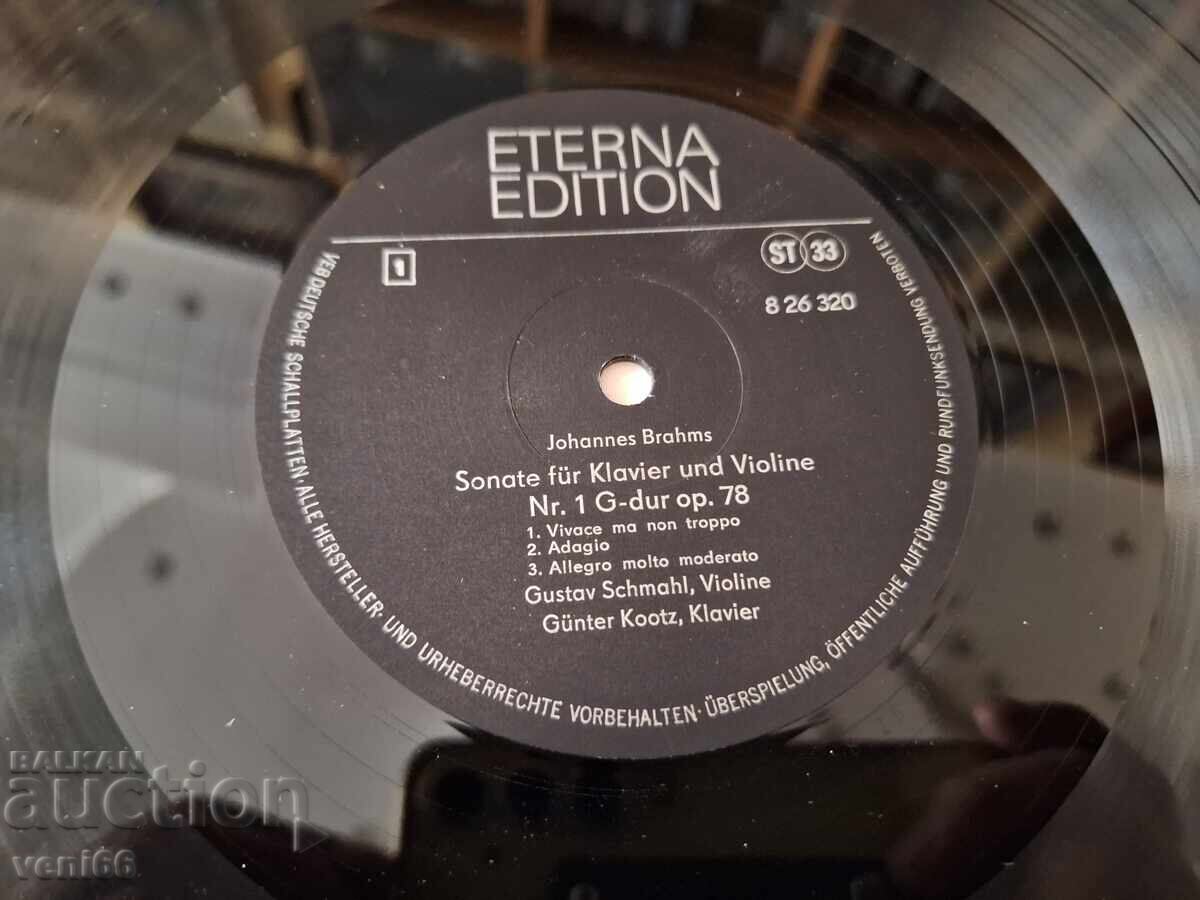 ETERNA
EDITION
1
ST 33
8 26 320
Johannes Brahms
Sonate für Klavier und Violine
Nr. 1 G-dur op. 78
1. Vivace ma non troppo
2. Adagio
3. Allegro molto moderato
Gustav Schmahl, Violine
Günter Kootz, Klavier
VEB DEUTSCHE SCHALLPLATTEN · ALLE HERSTELLER- UND URHEBERRECHTE VORBEHALTEN · ÜBERSPIELUNG, ÖFFENTLICHE AUFFÜHRUNG UND RUNDFUNKSENDUNG VERBOTEN
BALKAN
auction
veni66